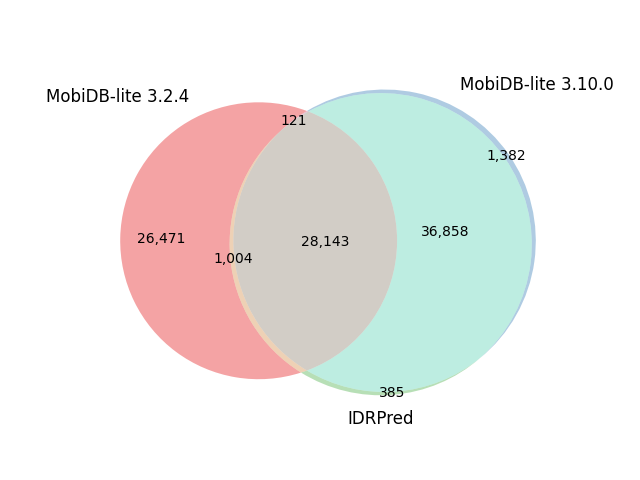 MobiDB-lite 3.10.0
MobiDB-lite 3.2.4
121
1,382
36,858
26,471
28,143
1,004
385
IDRPred